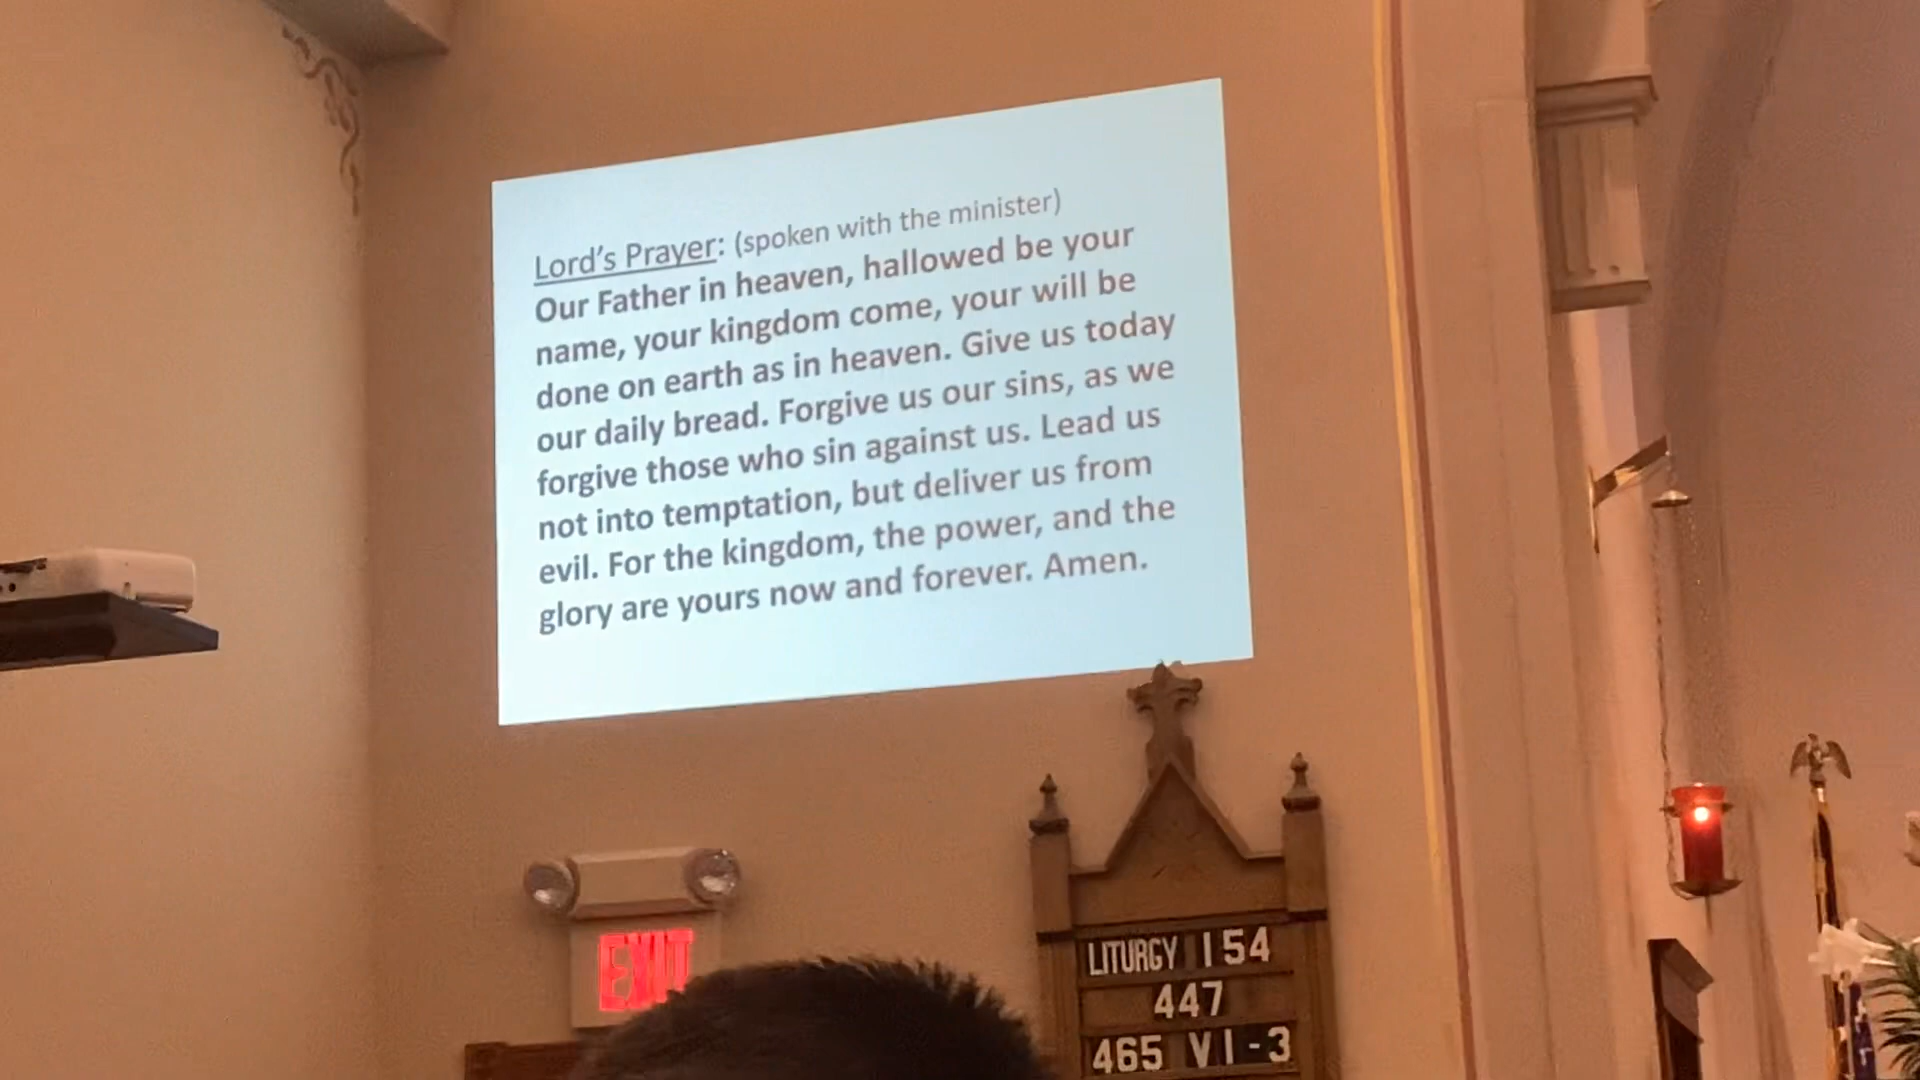 Lord's Prayer: (spoken with the minister)
Our Father in heaven, hallowed be your
name, your kingdom come, your will be
done on earth as in heaven. Give us today
our daily bread. Forgive us our sins, as we
forgive those who sin against us. Lead us
not into temptation, but deliver us from
evil. For the kingdom, the power, and the
glory are yours now and forever. Amen.
EXIT
LITURGY 154
447
465 V1-3